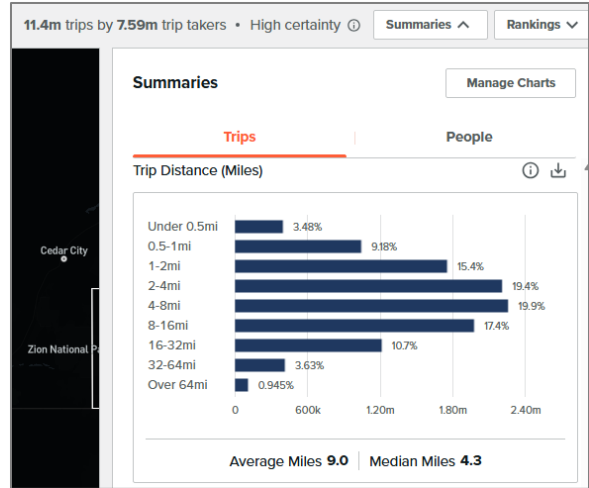 11.4m trips by 7.59m trip takers • High certainty
Summaries
Rankings
Summaries
Manage Charts
Trips
People
Trip Distance (Miles)
Under 0.5mi 3.48%
0.5-1mi 9.18%
1-2mi 15.4%
2-4mi 19.4%
4-8mi 19.9%
8-16mi 17.4%
16-32mi 10.7%
32-64mi 3.63%
Over 64mi 0.945%
0 600k 1.20m 1.80m 2.40m
Average Miles 9.0 Median Miles 4.3
Cedar City
Zion National